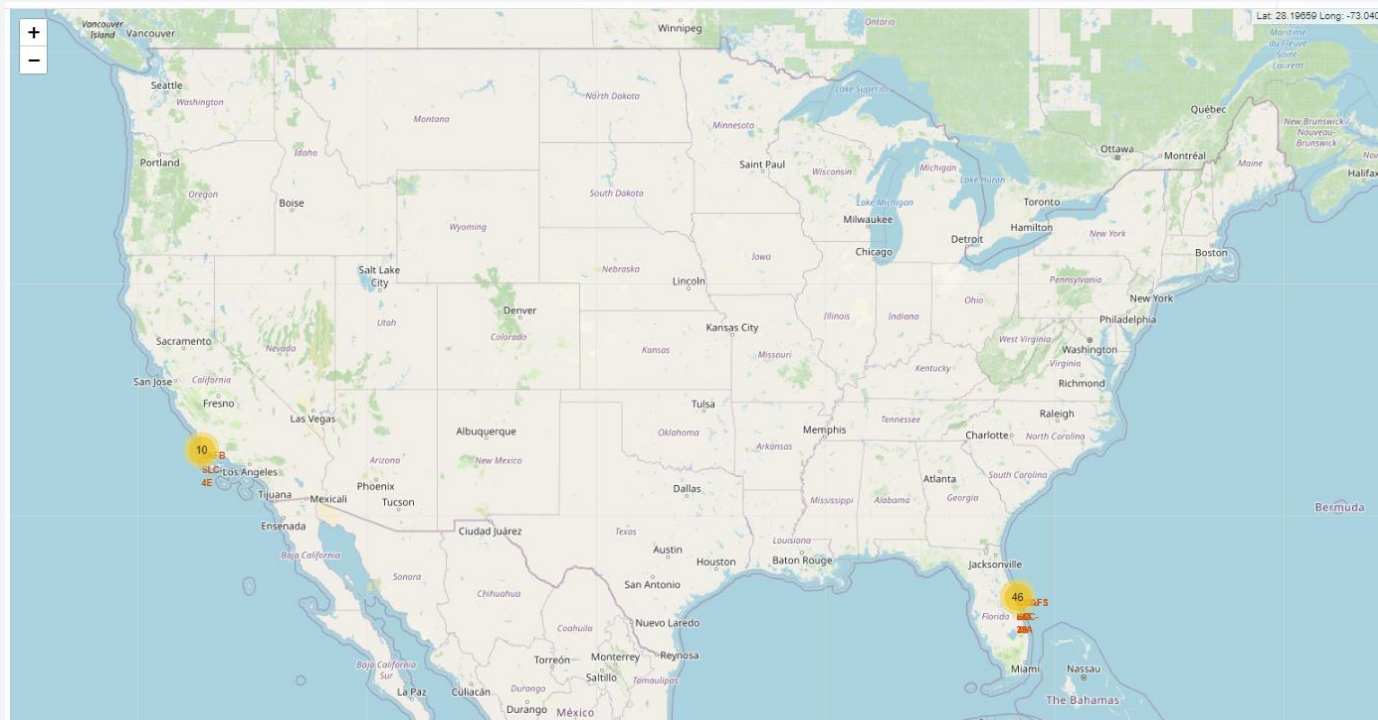 +
−
Lat: 28.19659 Long: -73.040
Vancouver
Island
Vancouver
Winnipeg
Ontario
Maritime
du Fleuve
Saint-
Laurent
Seattle
Washington
North Dakota
Lake Superior
Québec
Montana
Minnesota
New Brunswick /
Nouveau-
Brunswick
Portland
Idaho
Saint Paul
Wisconsin
Michigan
Lake Huron
Ottawa
Montréal
Maine
Halifax
Oregon
Boise
South Dakota
Lake Michigan
Toronto
Wyoming
Milwaukee
Hamilton
New York
Detroit
Chicago
Boston
Iowa
Salt Lake
City
Nebraska
Lincoln
Pennsylvania
Ohio
New York
Denver
Utah
Colorado
Kansas City
Illinois
Indiana
Philadelphia
Sacramento
Nevada
Kansas
Missouri
West Virginia
Washington
Virginia
San Jose
California
Kentucky
Richmond
Fresno
Las Vegas
Tulsa
Raleigh
Albuquerque
Oklahoma
Memphis
Tennessee
Charlotte
North Carolina
10
Arizona
New Mexico
Arkansas
SLC-
Los Angeles
4E
Phoenix
Tucson
Dallas
Atlanta
South Carolina
Tijuana
Mexicali
Mississippi
Alabama
Georgia
Ensenada
Ciudad Juárez
Texas
Louisiana
Bermuda
Baja California
Austin
Houston
Baton Rouge
Jacksonville
Sonora
San Antonio
Chihuahua
46
Florida
Coahuila
Nuevo Laredo
Baja California
Sur
Torreón
Monterrey
Reynosa
Saltillo
Tamaulipas
Miami
Nassau
La Paz
Culiacán
Durango
Durango
México
The Bahamas